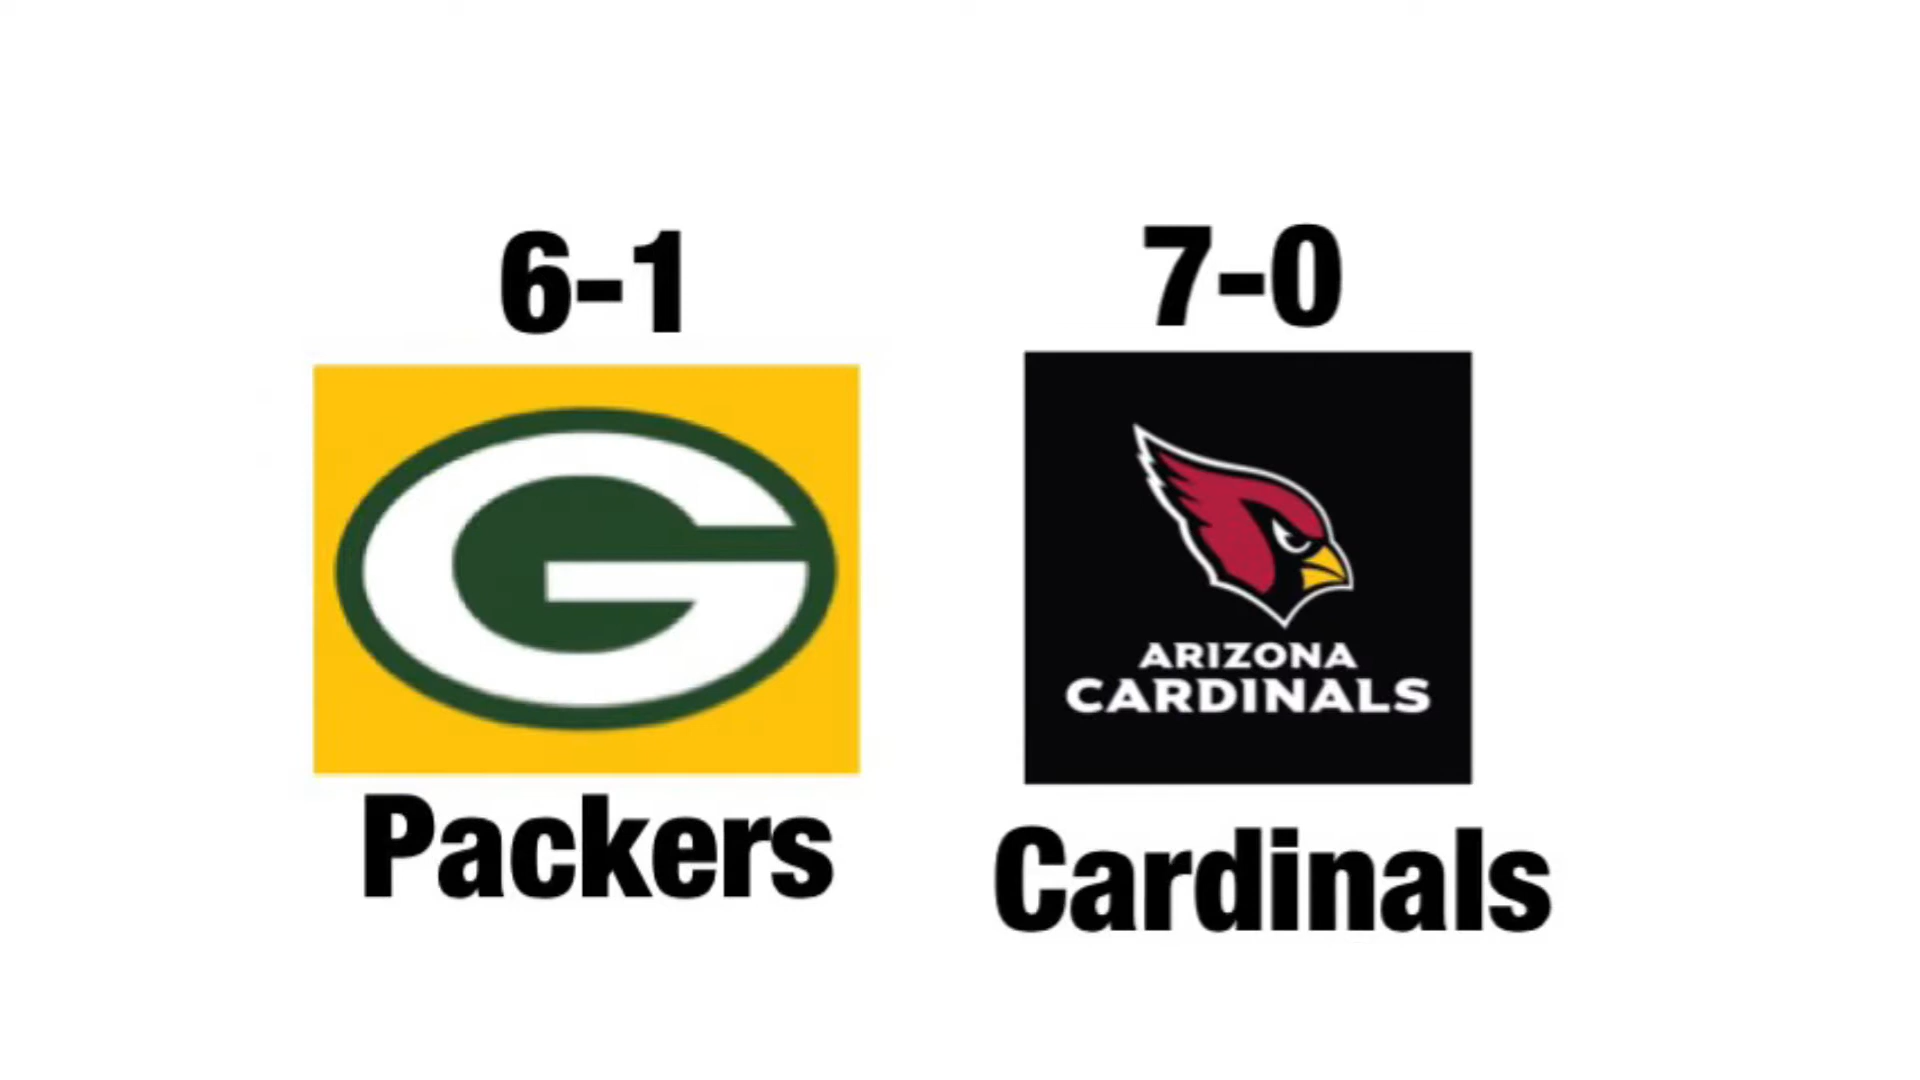 6-1
7-0
G
ARIZONA
CARDINALS
Packers
Cardinals